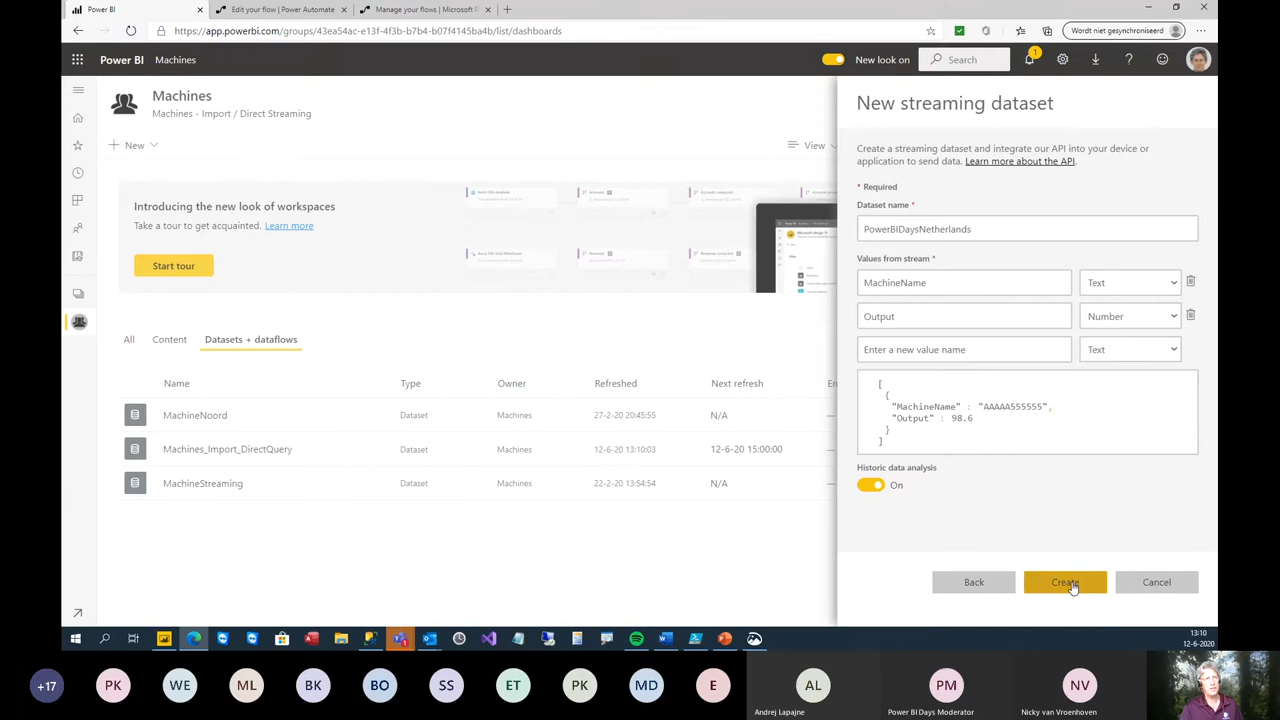 Power BI
Edit your flow | Power Automate
Manage your flows | Microsoft P
https://app.powerbi.com/groups/43ea54ac-e13f-4f3b-b7b4-b07f4145ba4b/list/dashboards
Wordt niet gesynchroniseerd
Power BI Machines
New look on
Search
1
Machines
Machines - Import / Direct Streaming
New
View
Introducing the new look of workspaces
Take a tour to get acquainted. Learn more
Start tour
All Content Datasets + dataflows
Name Type Owner Refreshed Next refresh En
MachineNoord Dataset Machines 27-2-20 20:45:55 N/A —
Machines_Import_DirectQuery Dataset Machines 12-6-20 13:10:03 12-6-20 15:00:00 —
MachineStreaming Dataset Machines 22-2-20 13:54:54 N/A —
New streaming dataset
Create a streaming dataset and integrate our API into your device or
application to send data. Learn more about the API.
* Required
Dataset name *
PowerBIDaysNetherlands
Values from stream *
MachineName Text
Output Number
Enter a new value name Text
[
{
"MachineName" : "AAAAA555555",
"Output" : 98.6
}
]
Historic data analysis
On
Back Create Cancel
13:10
12-6-2020
+17 PK WE ML BK BO SS ET PK MD E AL PM NV
Andrej Lapajne Power BI Days Moderator Nicky van Vroenhoven